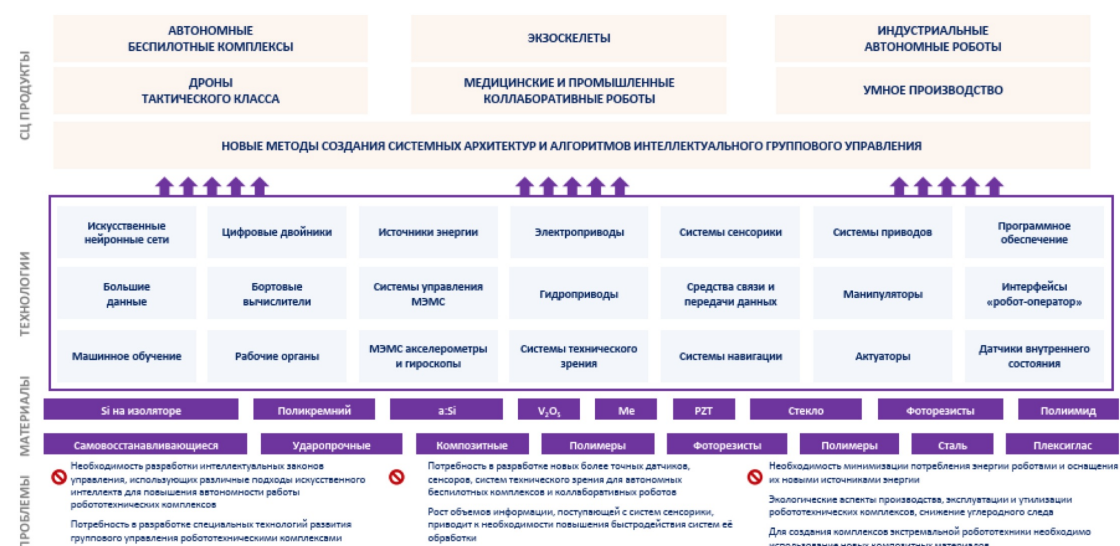 СЦ ПРОДУКТЫ
АВТОНОМНЫЕ
БЕСПИЛОТНЫЕ КОМПЛЕКСЫ
ЭКЗОСКЕЛЕТЫ
ИНДУСТРИАЛЬНЫЕ
АВТОНОМНЫЕ РОБОТЫ
ДРОНЫ
ТАКТИЧЕСКОГО КЛАССА
МЕДИЦИНСКИЕ И ПРОМЫШЛЕННЫЕ
КОЛЛАБОРАТИВНЫЕ РОБОТЫ
УМНОЕ ПРОИЗВОДСТВО
НОВЫЕ МЕТОДЫ СОЗДАНИЯ СИСТЕМНЫХ АРХИТЕКТУР И АЛГОРИТМОВ ИНТЕЛЛЕКТУАЛЬНОГО ГРУППОВОГО УПРАВЛЕНИЯ
ТЕХНОЛОГИИ
Искусственные
нейронные сети
Цифровые двойники
Источники энергии
Электроприводы
Системы сенсорики
Системы приводов
Программное
обеспечение
Большие
данные
Бортовые
вычислители
Системы управления
МЭМС
Гидроприводы
Средства связи и
передачи данных
Манипуляторы
Интерфейсы
«робот-оператор»
Машинное обучение
Рабочие органы
МЭМС акселерометры
и гироскопы
Системы технического
зрения
Системы навигации
Актуаторы
Датчики внутреннего
состояния
МАТЕРИАЛЫ
Si на изоляторе
Поликремний
a:Si
V₂O₅
Me
PZT
Стекло
Фоторезисты
Полиимид
Самовосстанавливающиеся
Ударопрочные
Композитные
Полимеры
Фоторезисты
Полимеры
Сталь
Плексиглас
ПРОБЛЕМЫ
Необходимость разработки интеллектуальных законов
управления, использующих различные подходы искусственного
интеллекта для повышения автономности работы
робототехнических комплексов
Потребность в разработке специальных технологий развития
группового управления робототехническими комплексами
Потребность в разработке новых более точных датчиков,
сенсоров, систем технического зрения для автономных
беспилотных комплексов и коллаборативных роботов
Рост объемов информации, поступающей с систем сенсорики,
приводит к необходимости повышения быстродействия систем её
обработки
Необходимость минимизации потребления энергии роботами и оснащения
их новыми источниками энергии
Экологические аспекты производства, эксплуатации и утилизации
робототехнических комплексов, снижение углеродного следа
Для создания комплексов экстремальной робототехники необходимо
использование новых композитных материалов